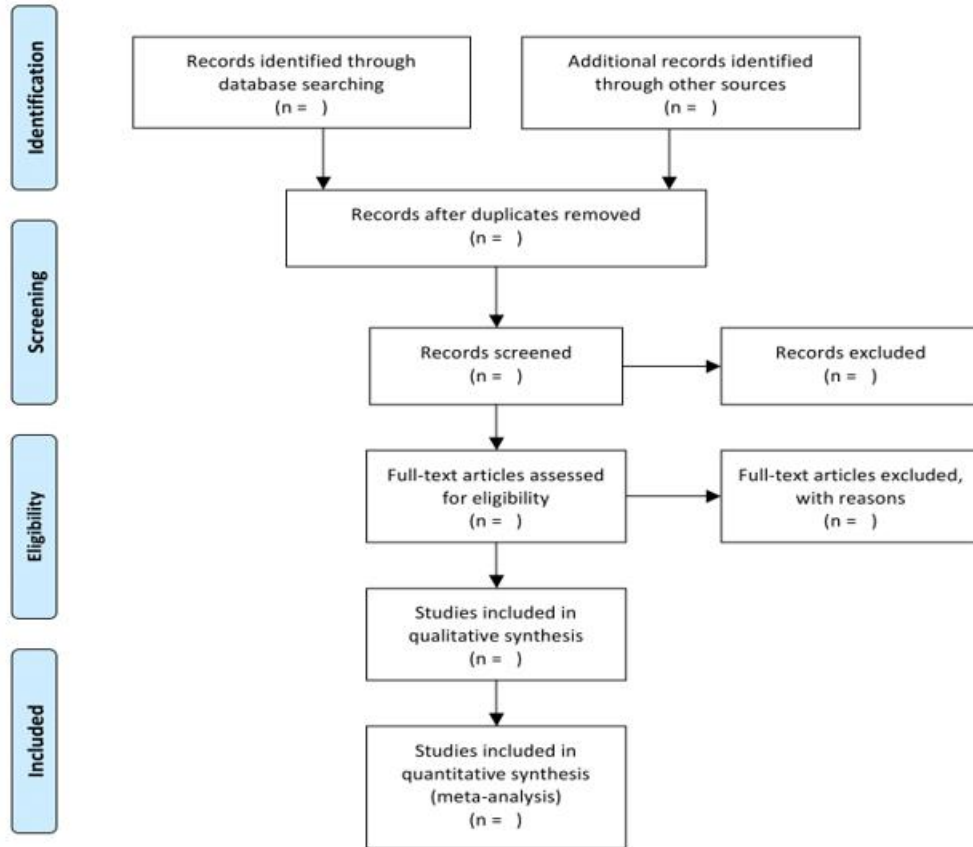 Identification
Records identified through
database searching
(n =   )
Additional records identified
through other sources
(n =   )
Records after duplicates removed
(n =   )
Screening
Records screened
(n =   )
Records excluded
(n =   )
Eligibility
Full-text articles assessed
for eligibility
(n =   )
Full-text articles excluded,
with reasons
(n =   )
Studies included in
qualitative synthesis
(n =   )
Included
Studies included in
quantitative synthesis
(meta-analysis)
(n =   )